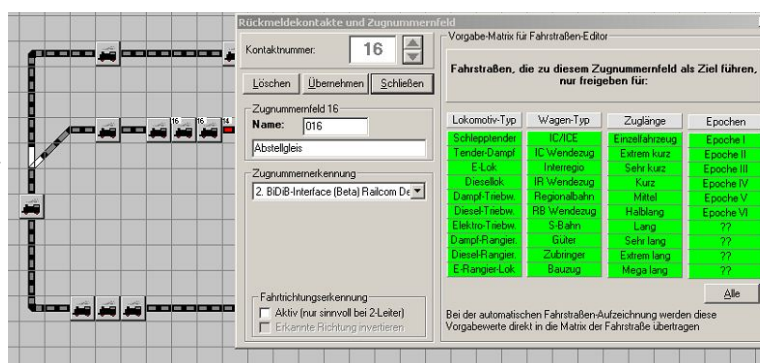 Rückmeldekontakte und Zugnummernfeld
Kontaktnummer:
16
Löschen
Übernehmen
Schließen
Zugnummernfeld 16
Name:
016
Abstellgleis
Zugnummernerkennung
2. BiDiB-Interface (Beta) Railcom De
Fahrtrichtungserkennung
Aktiv (nur sinnvoll bei 2-Leiter)
Erkannte Richtung invertieren
Vorgabe-Matrix für Fahrstraßen-Editor
Fahrstraßen, die zu diesem Zugnummernfeld als Ziel führen,
nur freigeben für:
Lokomotiv-Typ Wagen-Typ Zuglänge Epochen
Schlepptender IC/ICE Einzelfahrzeug Epoche I
Tender-Dampf IC Wendezug Extrem kurz Epoche II
E-Lok Interregio Sehr kurz Epoche III
Diesellok IR Wendezug Kurz Epoche IV
Dampf-Triebw. Regionalbahn Mittel Epoche V
Diesel-Triebw. RB Wendezug Halblang Epoche VI
Elektro-Triebw. S-Bahn Lang ??
Dampf-Rangier. Güter Sehr lang ??
Diesel-Rangier. Zubringer Extrem lang ??
E-Rangier-Lok Bauzug Mega lang ??
Alle
Bei der automatischen Fahrstraßen-Aufzeichnung werden diese
Vorgabewerte direkt in die Matrix der Fahrstraße übertragen
16 16 14